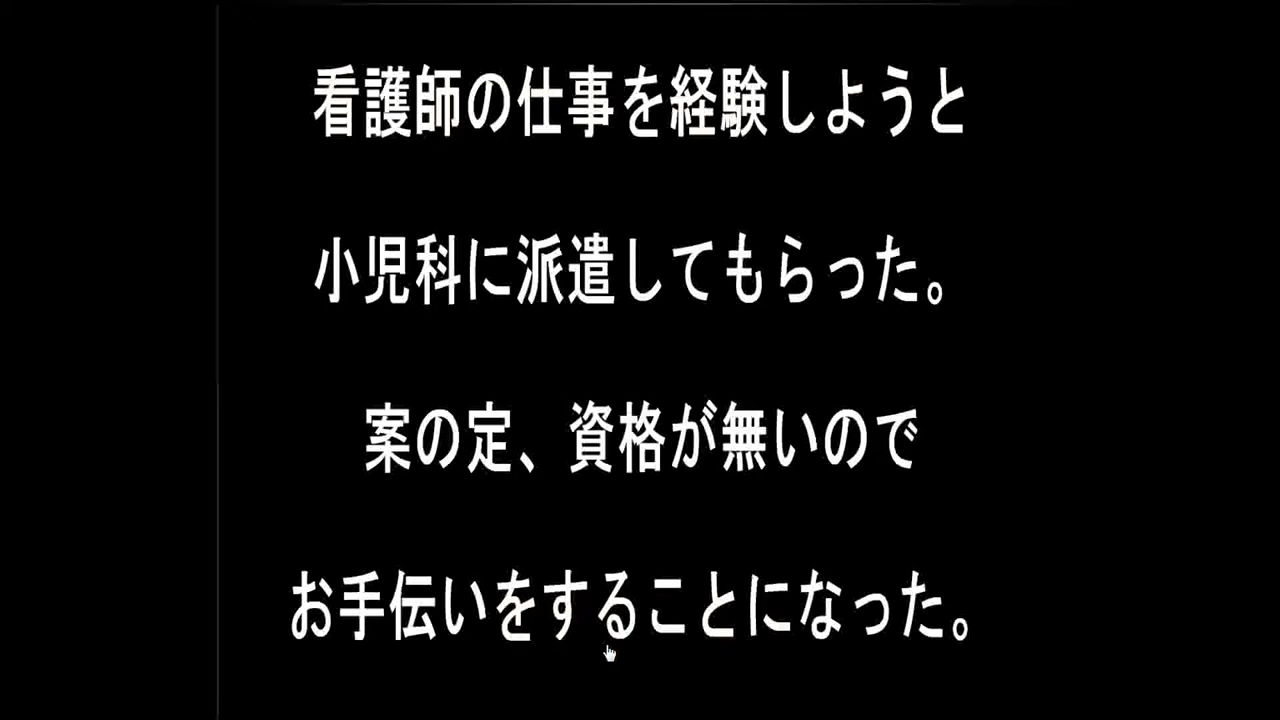 看護師の仕事を経験しようと
小児科に派遣してもらった。
案の定、資格が無いので
お手伝いをすることになった。